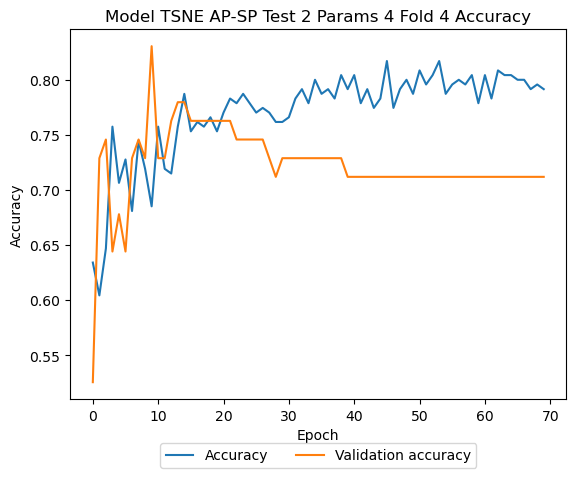 Model TSNE AP-SP Test 2 Params 4 Fold 4 Accuracy
0.80
0.75
0.70
0.65
0.60
0.55
Accuracy
0 10 20 30 40 50 60 70
Epoch
Accuracy Validation accuracy